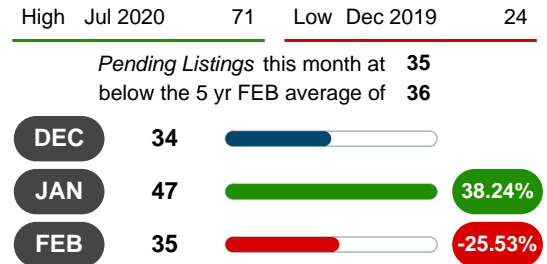 High Jul 2020 71 Low Dec 2019 24
Pending Listings this month at 35
below the 5 yr FEB average of 36
DEC 34
JAN 47 38.24%
FEB 35 -25.53%